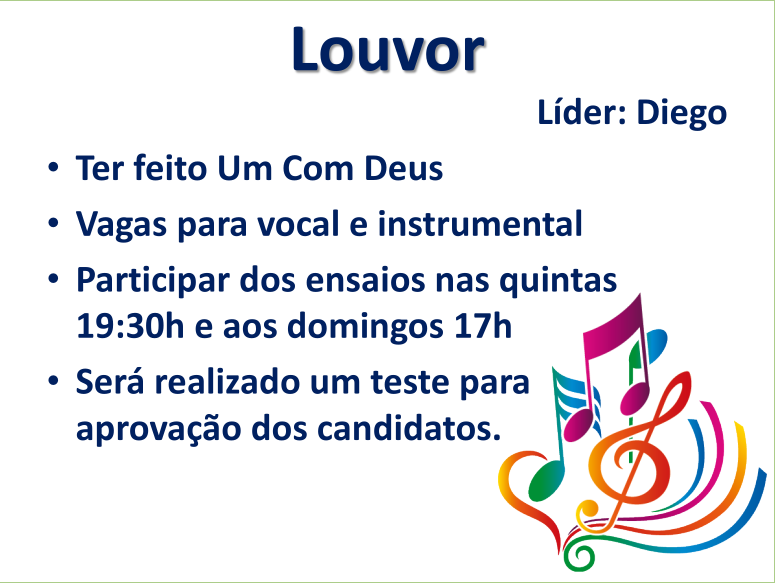 Louvor
Líder: Diego
• Ter feito Um Com Deus
• Vagas para vocal e instrumental
• Participar dos ensaios nas quintas
19:30h e aos domingos 17h
• Será realizado um teste para
aprovação dos candidatos.